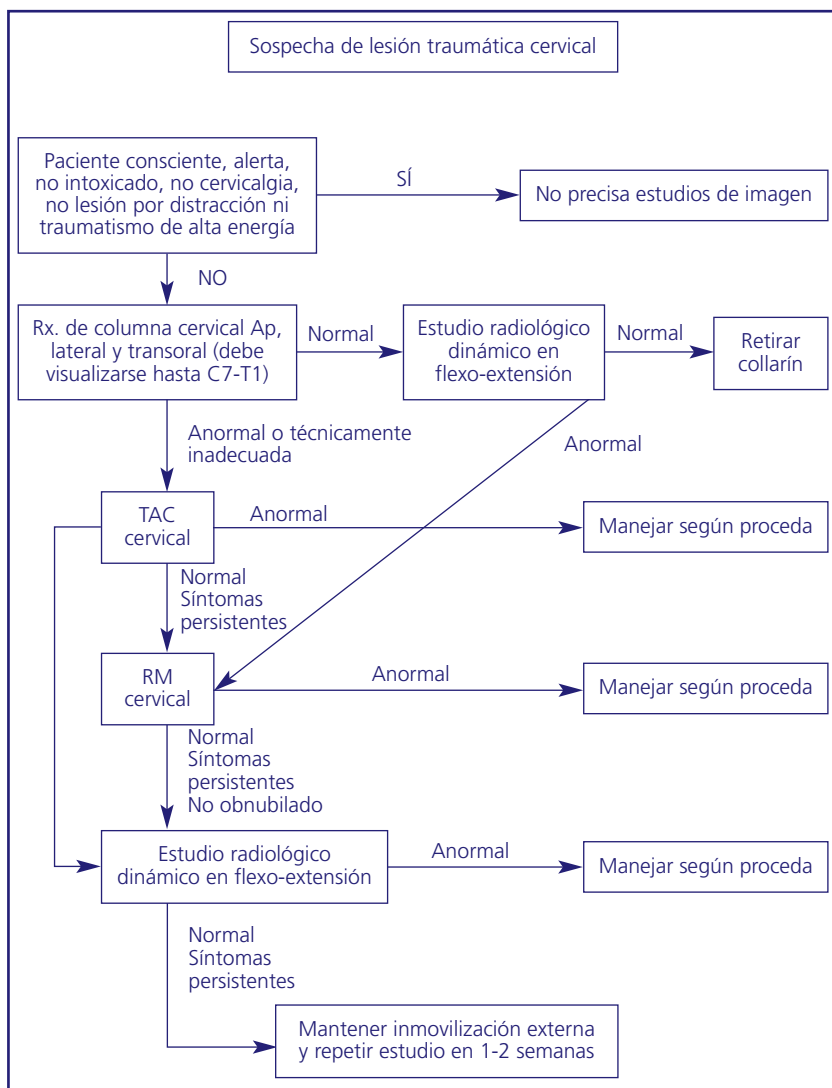 Sospecha de lesión traumática cervical
Paciente consciente, alerta,
no intoxicado, no cervicalgia,
no lesión por distracción ni
traumatismo de alta energía
SÍ
No precisa estudios de imagen
NO
Rx. de columna cervical Ap,
lateral y transoral (debe
visualizarse hasta C7-T1)
Normal
Estudio radiológico
dinámico en
flexo-extensión
Normal
Retirar
collarín
Anormal o técnicamente
inadecuada
Anormal
TAC
cervical
Anormal
Manejar según proceda
Normal
Síntomas
persistentes
RM
cervical
Anormal
Manejar según proceda
Normal
Síntomas
persistentes
No obnubilado
Estudio radiológico
dinámico en flexo-extensión
Anormal
Manejar según proceda
Normal
Síntomas
persistentes
Mantener inmovilización externa
y repetir estudio en 1-2 semanas